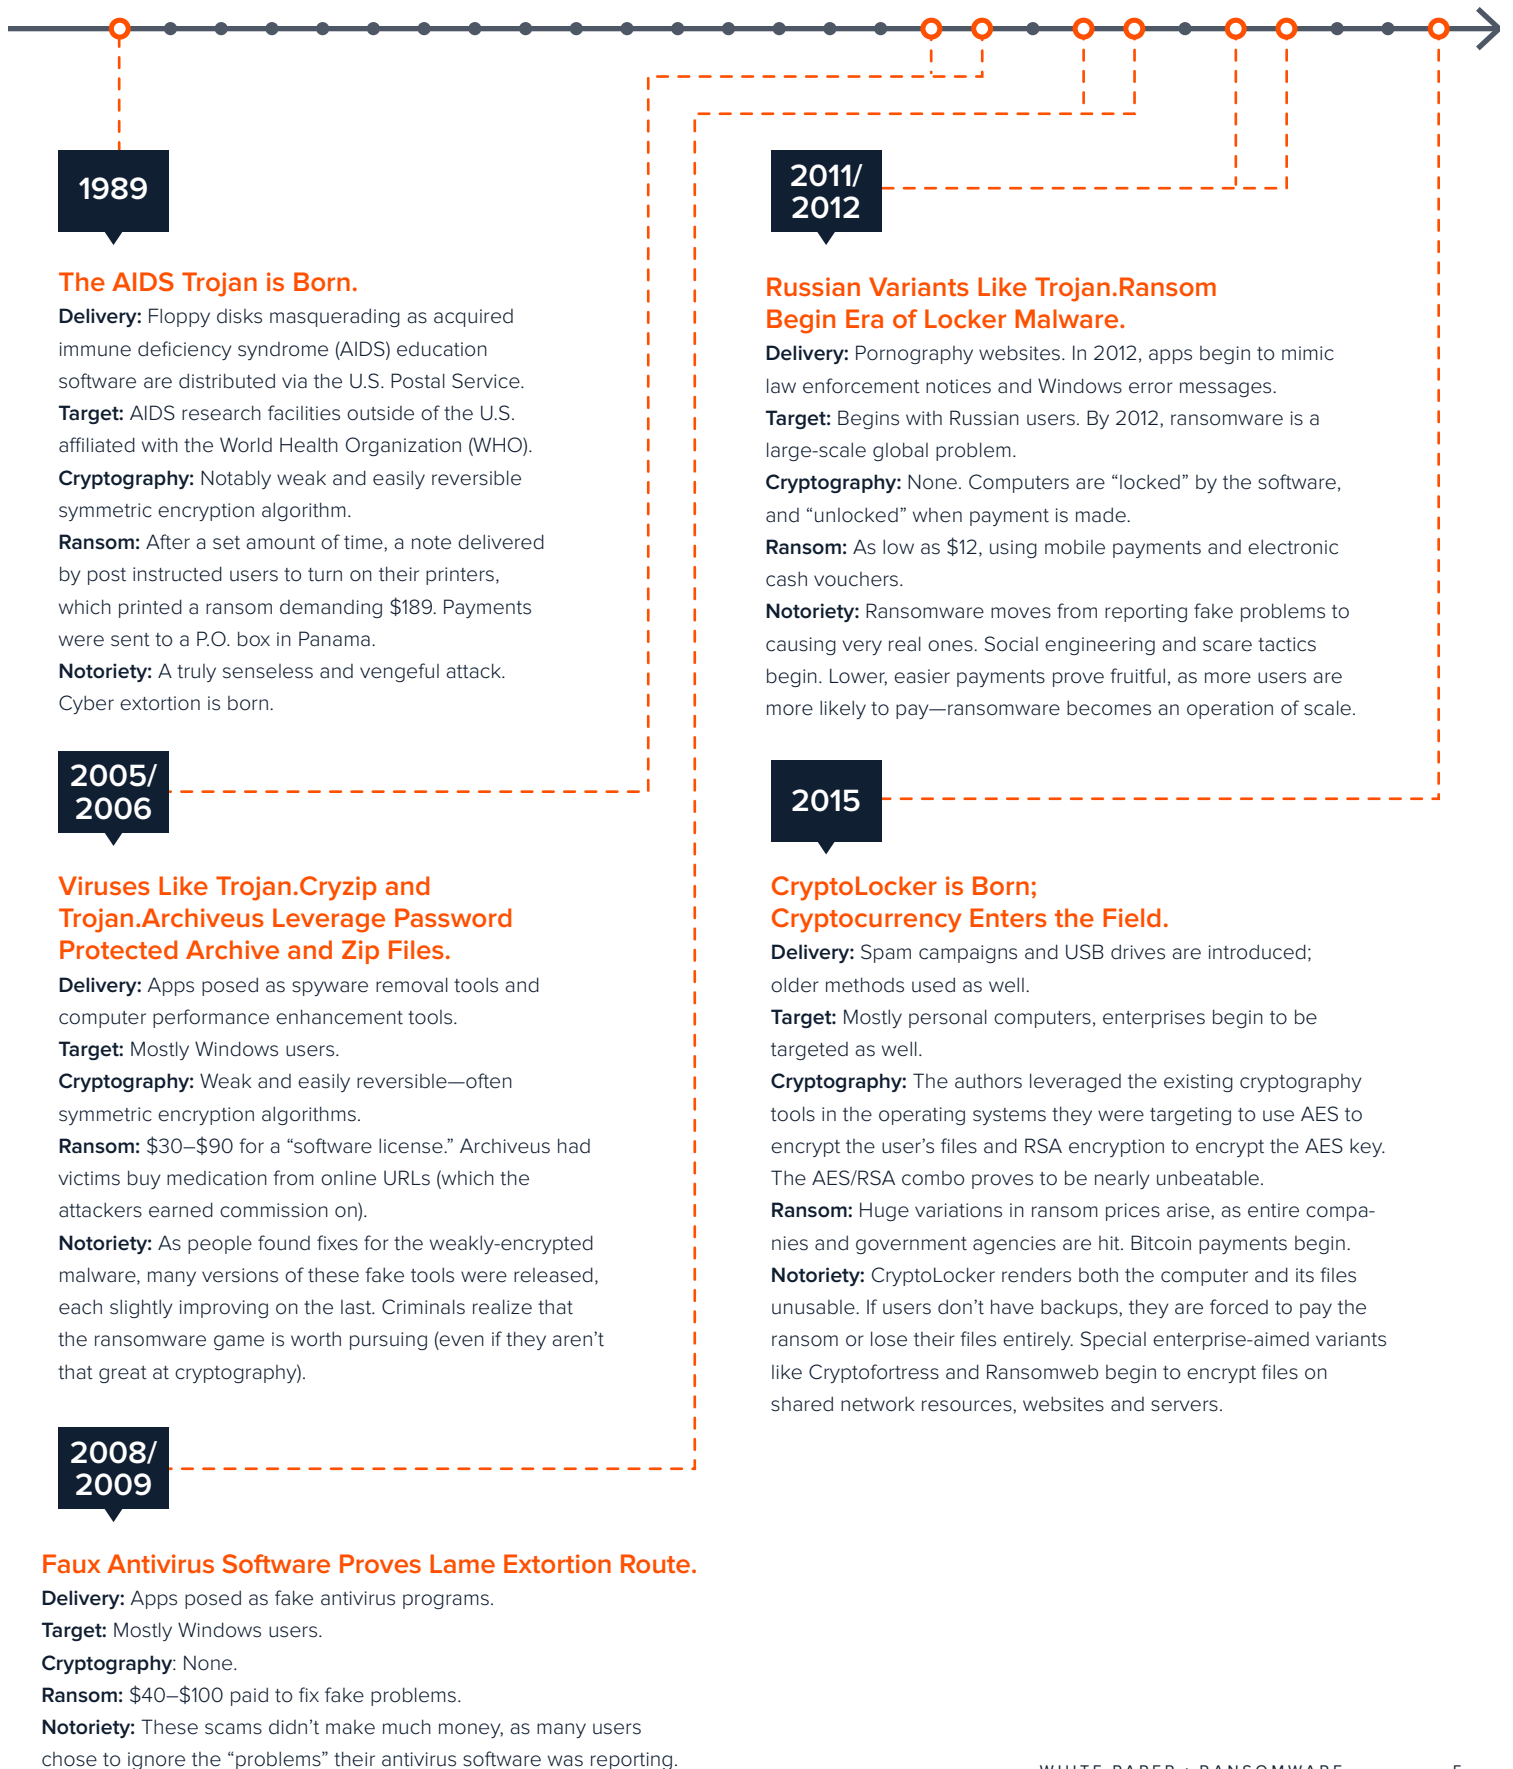 1989
The AIDS Trojan is Born.
Delivery: Floppy disks masquerading as acquired
immune deficiency syndrome (AIDS) education
software are distributed via the U.S. Postal Service.
Target: AIDS research facilities outside of the U.S.
affiliated with the World Health Organization (WHO).
Cryptography: Notably weak and easily reversible
symmetric encryption algorithm.
Ransom: After a set amount of time, a note delivered
by post instructed users to turn on their printers,
which printed a ransom demanding $189. Payments
were sent to a P.O. box in Panama.
Notoriety: A truly senseless and vengeful attack.
Cyber extortion is born.
2005/
2006
Viruses Like Trojan.Cryzip and
Trojan.Archiveus Leverage Password
Protected Archive and Zip Files.
Delivery: Apps posed as spyware removal tools and
computer performance enhancement tools.
Target: Mostly Windows users.
Cryptography: Weak and easily reversible—often
symmetric encryption algorithms.
Ransom: $30–$90 for a “software license.” Archiveus had
victims buy medication from online URLs (which the
attackers earned commission on).
Notoriety: As people found fixes for the weakly-encrypted
malware, many versions of these fake tools were released,
each slightly improving on the last. Criminals realize that
the ransomware game is worth pursuing (even if they aren’t
that great at cryptography).
2008/
2009
Faux Antivirus Software Proves Lame Extortion Route.
Delivery: Apps posed as fake antivirus programs.
Target: Mostly Windows users.
Cryptography: None.
Ransom: $40–$100 paid to fix fake problems.
Notoriety: These scams didn’t make much money, as many users
chose to ignore the “problems” their antivirus software was reporting.
2011/
2012
Russian Variants Like Trojan.Ransom
Begin Era of Locker Malware.
Delivery: Pornography websites. In 2012, apps begin to mimic
law enforcement notices and Windows error messages.
Target: Begins with Russian users. By 2012, ransomware is a
large-scale global problem.
Cryptography: None. Computers are “locked” by the software,
and “unlocked” when payment is made.
Ransom: As low as $12, using mobile payments and electronic
cash vouchers.
Notoriety: Ransomware moves from reporting fake problems to
causing very real ones. Social engineering and scare tactics
begin. Lower, easier payments prove fruitful, as more users are
more likely to pay—ransomware becomes an operation of scale.
2015
CryptoLocker is Born;
Cryptocurrency Enters the Field.
Delivery: Spam campaigns and USB drives are introduced;
older methods used as well.
Target: Mostly personal computers, enterprises begin to be
targeted as well.
Cryptography: The authors leveraged the existing cryptography
tools in the operating systems they were targeting to use AES to
encrypt the user’s files and RSA encryption to encrypt the AES key.
The AES/RSA combo proves to be nearly unbeatable.
Ransom: Huge variations in ransom prices arise, as entire compa-
nies and government agencies are hit. Bitcoin payments begin.
Notoriety: CryptoLocker renders both the computer and its files
unusable. If users don’t have backups, they are forced to pay the
ransom or lose their files entirely. Special enterprise-aimed variants
like Cryptofortress and Ransomweb begin to encrypt files on
shared network resources, websites and servers.
WHITE PAPER : RANSOMWARE 5